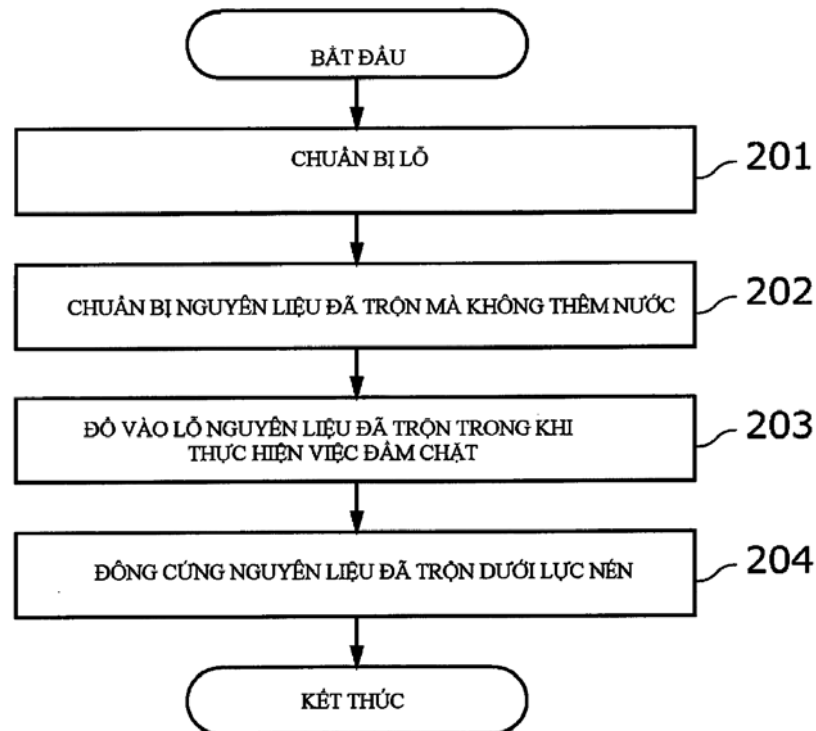 BẮT ĐẦU
CHUẨN BỊ LỖ
201
CHUẨN BỊ NGUYÊN LIỆU ĐÃ TRỘN MÀ KHÔNG THÊM NƯỚC
202
ĐỔ VÀO LỖ NGUYÊN LIỆU ĐÃ TRỘN TRONG KHI
THỰC HIỆN VIỆC ĐẦM CHẶT
203
ĐÔNG CỨNG NGUYÊN LIỆU ĐÃ TRỘN DƯỚI LỰC NÉN
204
KẾT THÚC